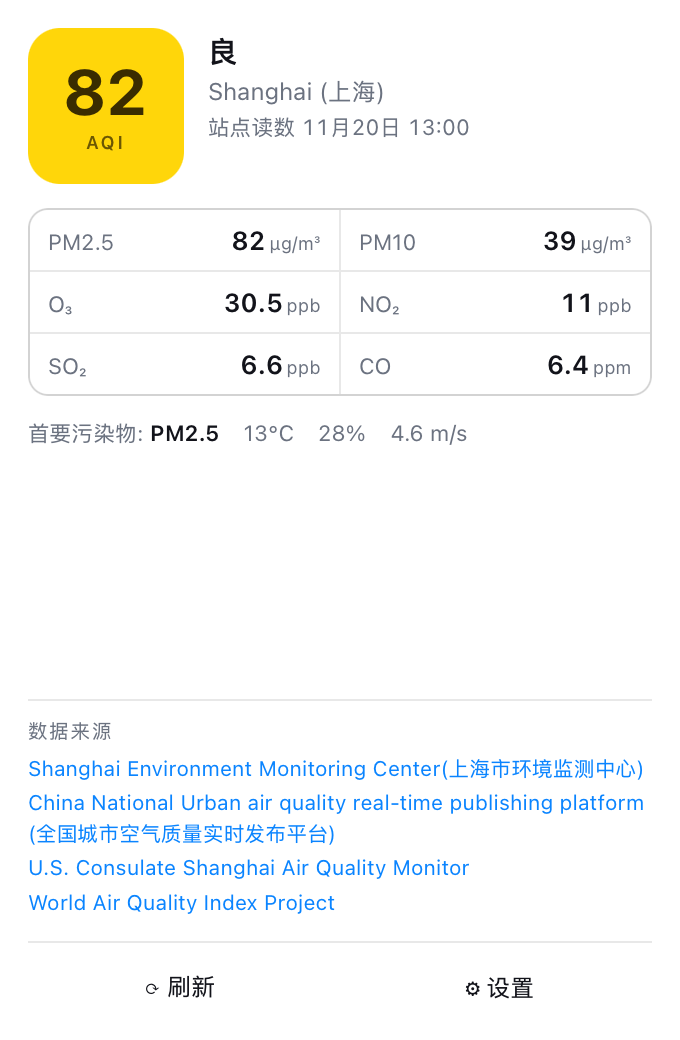 82
AQI
良
Shanghai (上海)
站点读数 11月20日 13:00
PM2.5 82 µg/m³ PM10 39 µg/m³
O₃ 30.5 ppb NO₂ 11 ppb
SO₂ 6.6 ppb CO 6.4 ppm
首要污染物: PM2.5 13°C 28% 4.6 m/s
数据来源
Shanghai Environment Monitoring Center(上海市环境监测中心)
China National Urban air quality real-time publishing platform
(全国城市空气质量实时发布平台)
U.S. Consulate Shanghai Air Quality Monitor
World Air Quality Index Project
⟳ 刷新 ⚙ 设置